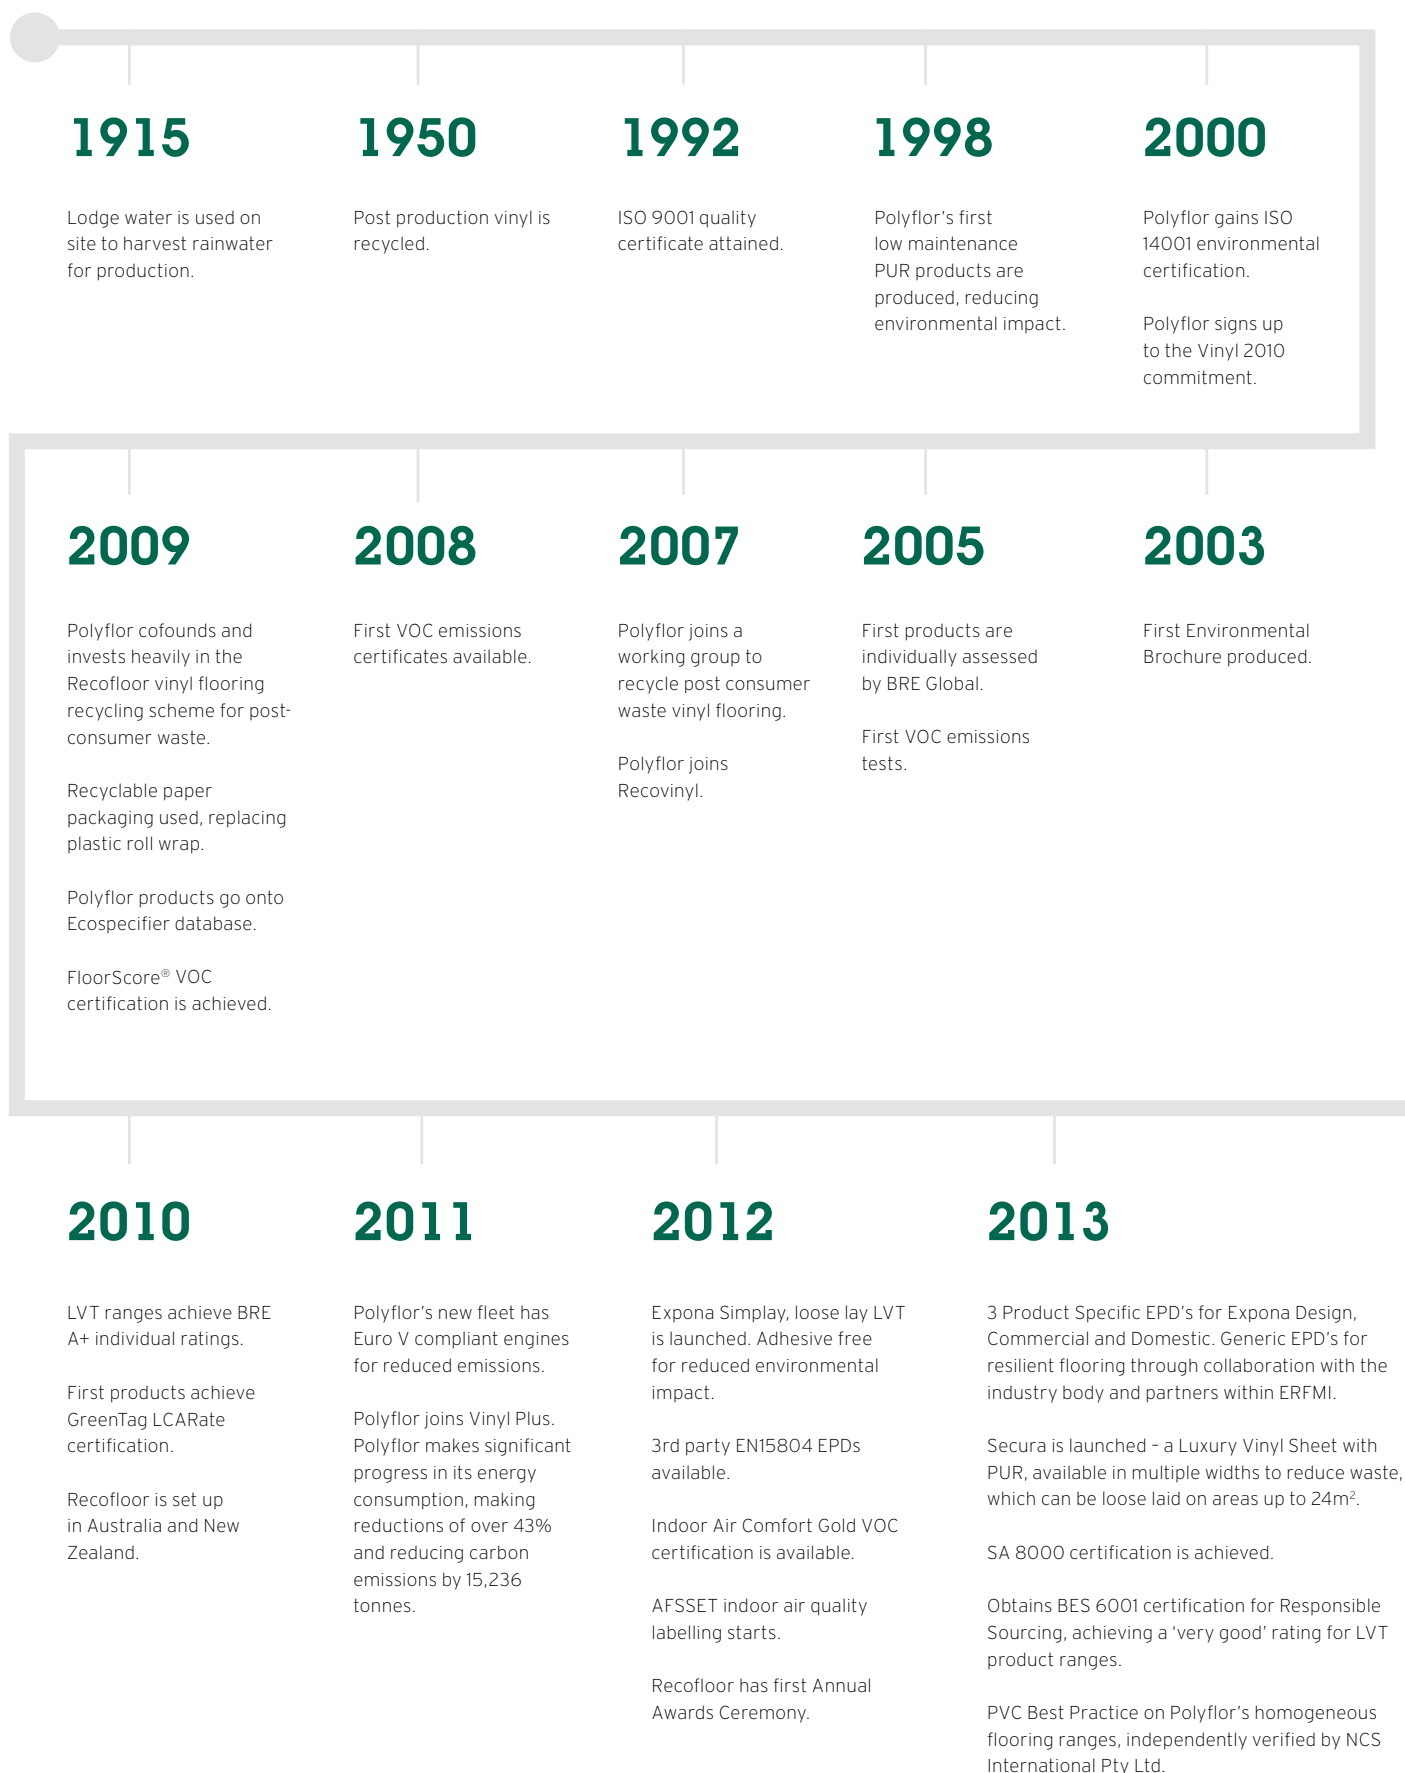 1915
Lodge water is used on
site to harvest rainwater
for production.
1950
Post production vinyl is
recycled.
1992
ISO 9001 quality
certificate attained.
1998
Polyflor's first
low maintenance
PUR products are
produced, reducing
environmental impact.
2000
Polyflor gains ISO
14001 environmental
certification.
Polyflor signs up
to the Vinyl 2010
commitment.
2003
First Environmental
Brochure produced.
2005
First products are
individually assessed
by BRE Global.
First VOC emissions
tests.
2007
Polyflor joins a
working group to
recycle post consumer
waste vinyl flooring.
Polyflor joins
Recovinyl.
2008
First VOC emissions
certificates available.
2009
Polyflor cofounds and
invests heavily in the
Recofloor vinyl flooring
recycling scheme for post-
consumer waste.
Recyclable paper
packaging used, replacing
plastic roll wrap.
Polyflor products go onto
Ecospecifier database.
FloorScore® VOC
certification is achieved.
2010
LVT ranges achieve BRE
A+ individual ratings.
First products achieve
GreenTag LCARate
certification.
Recofloor is set up
in Australia and New
Zealand.
2011
Polyflor's new fleet has
Euro V compliant engines
for reduced emissions.
Polyflor joins Vinyl Plus.
Polyflor makes significant
progress in its energy
consumption, making
reductions of over 43%
and reducing carbon
emissions by 15,236
tonnes.
2012
Expona Simplay, loose lay LVT
is launched. Adhesive free
for reduced environmental
impact.
3rd party EN15804 EPDs
available.
Indoor Air Comfort Gold VOC
certification is available.
AFSSET indoor air quality
labelling starts.
Recofloor has first Annual
Awards Ceremony.
2013
3 Product Specific EPD's for Expona Design,
Commercial and Domestic. Generic EPD's for
resilient flooring through collaboration with the
industry body and partners within ERFMI.
Secura is launched – a Luxury Vinyl Sheet with
PUR, available in multiple widths to reduce waste,
which can be loose laid on areas up to 24m².
SA 8000 certification is achieved.
Obtains BES 6001 certification for Responsible
Sourcing, achieving a ‘very good’ rating for LVT
product ranges.
PVC Best Practice on Polyflor's homogeneous
flooring ranges, independently verified by NCS
International Pty Ltd.